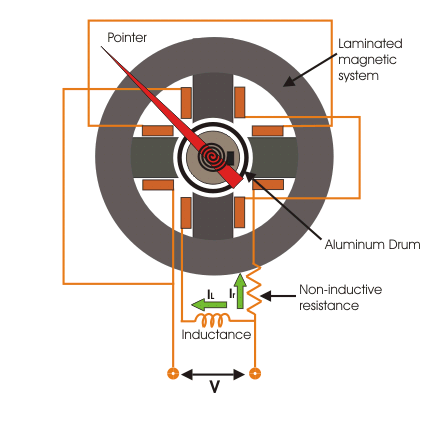 Pointer
Laminated
magnetic
system
Aluminum Drum
IL
Ir
Non-inductive
resistance
Inductance
V